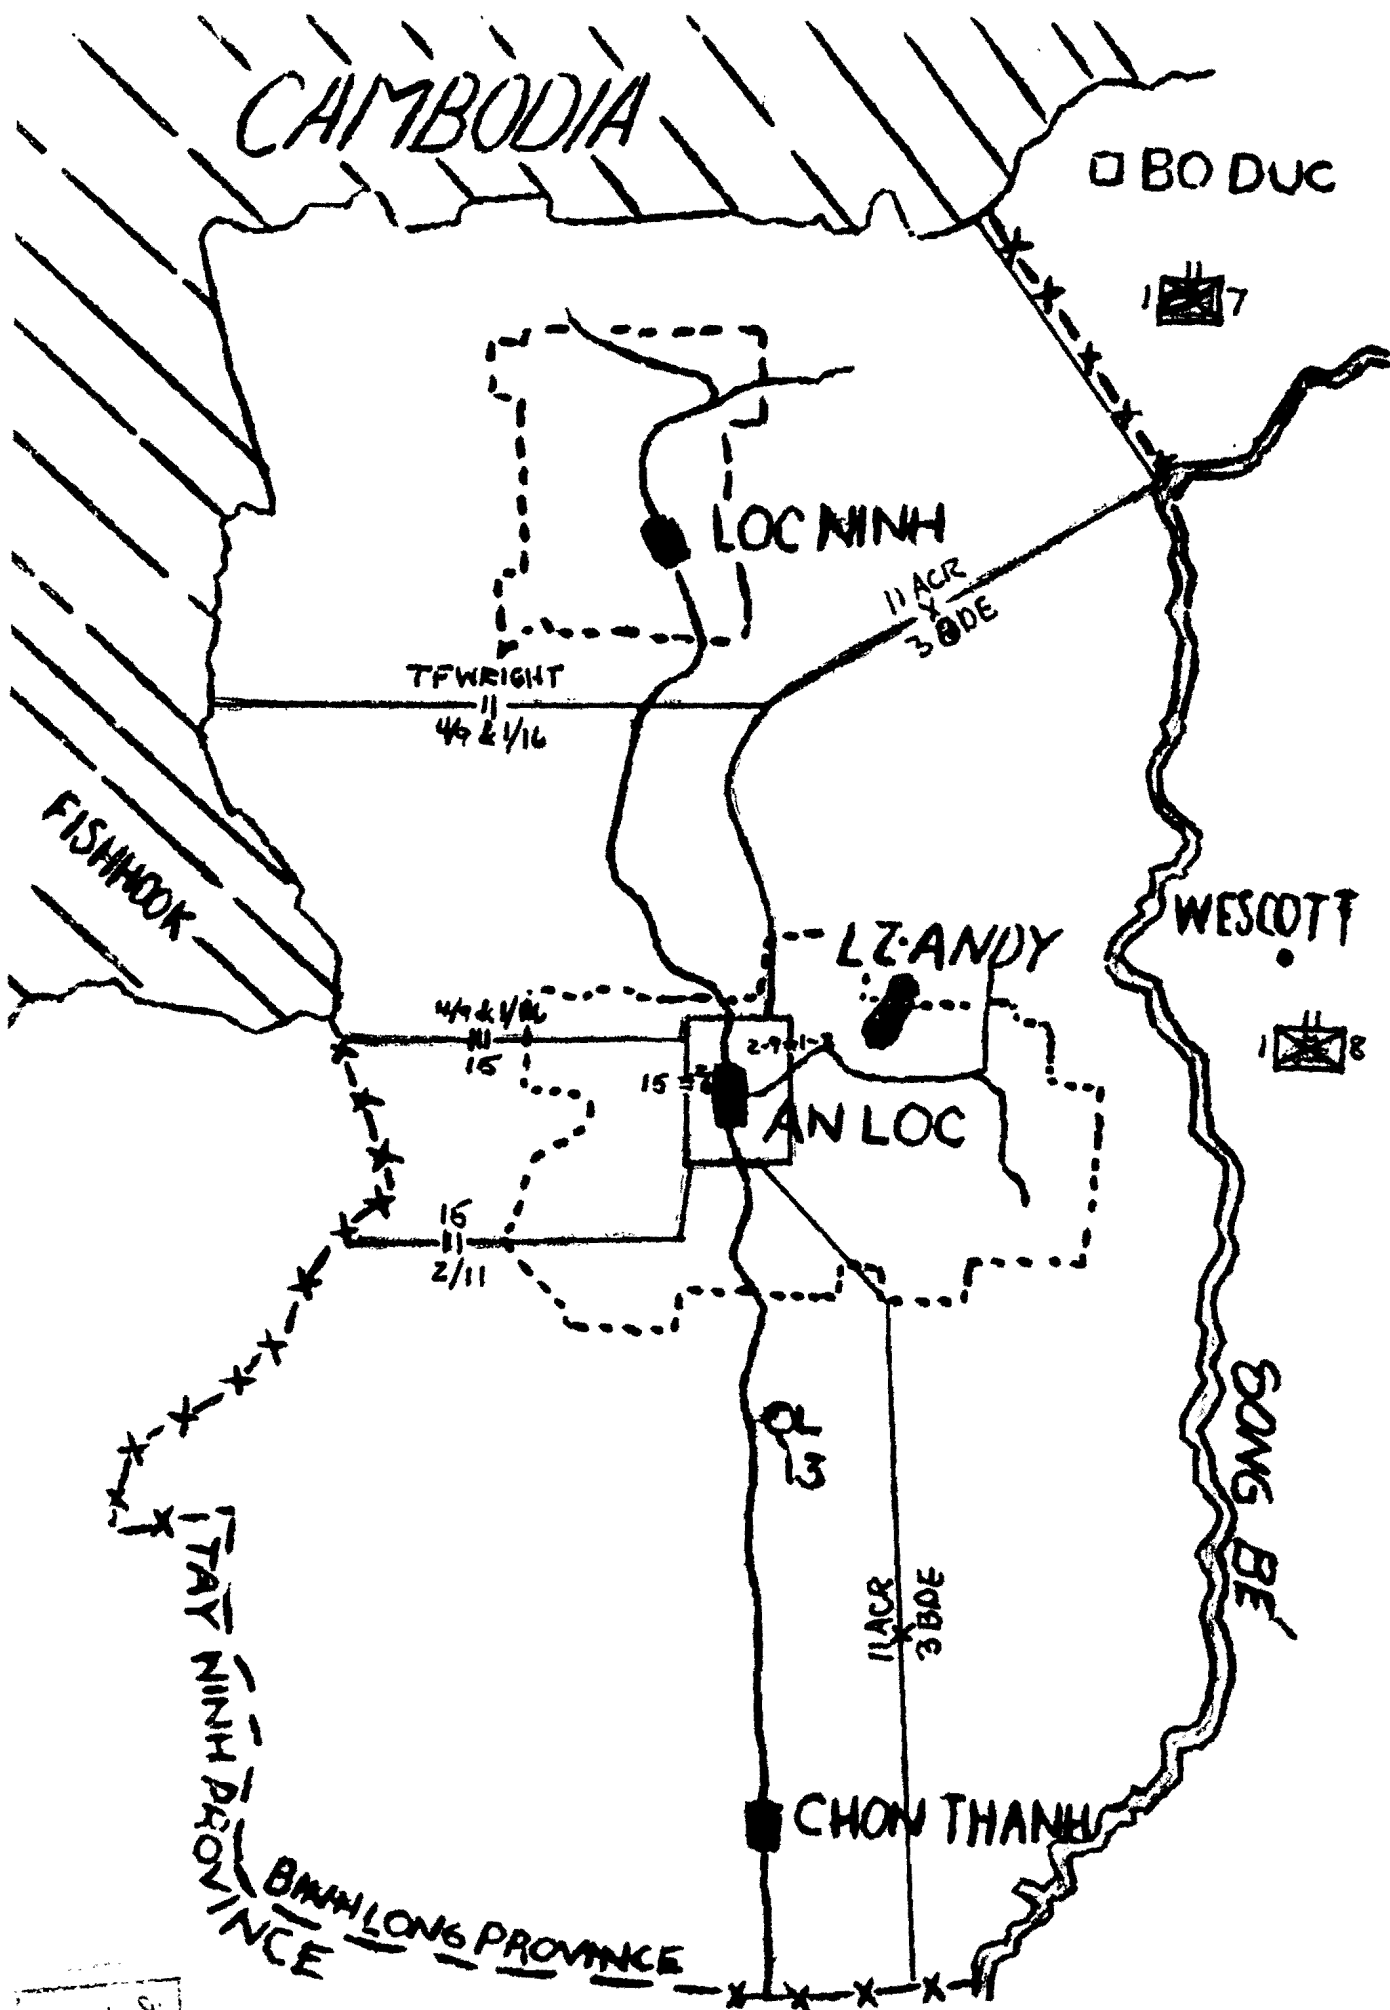 CAMBODIA
BO DUC
1 7
LOC NINH
11 ACR
X
3 BDE
TF WRIGHT
II
4/9 & 1/16
FISHHOOK
WESCOTT
LZ·ANDY
4/9 & 1/16
15
15
1 8
AN LOC
15
2/11
QL
13
SONG BE
11 ACR
X
3 BDE
TAY NINH PROVINCE
CHON THANH
BINH LONG PROVINCE